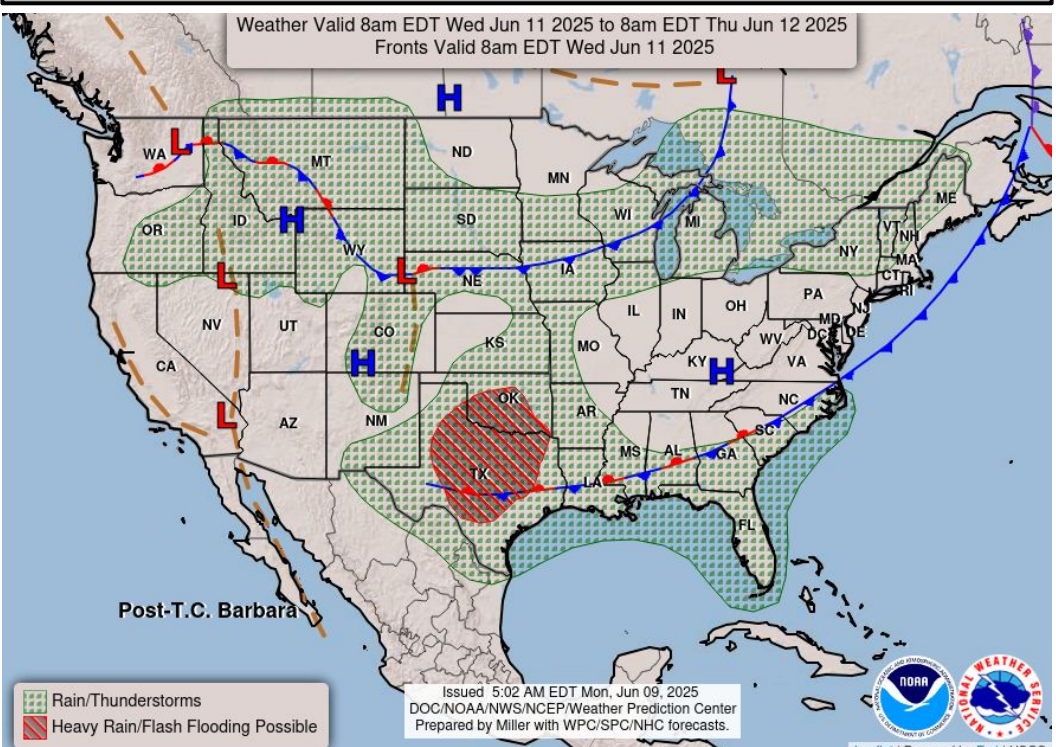 Weather Valid 8am EDT Wed Jun 11 2025 to 8am EDT Thu Jun 12 2025
Fronts Valid 8am EDT Wed Jun 11 2025
L
H
L
WA
MT
ND
MN
ME
OR
ID
H
SD
WI
MI
VT
NH
WY
NY
MA
L
L
NE
IA
CT
RI
PA
NV
UT
CO
IL
IN
OH
NJ
MD
DE
DC
WV
KS
MO
CA
H
KY
H
VA
TN
NC
OK
AR
L
AZ
NM
SC
MS
AL
GA
TX
LA
FL
Post-T.C. Barbara
Rain/Thunderstorms
Heavy Rain/Flash Flooding Possible
Issued 5:02 AM EDT Mon, Jun 09, 2025
DOC/NOAA/NWS/NCEP/Weather Prediction Center
Prepared by Miller with WPC/SPC/NHC forecasts.
NOAA
NATIONAL WEATHER SERVICE